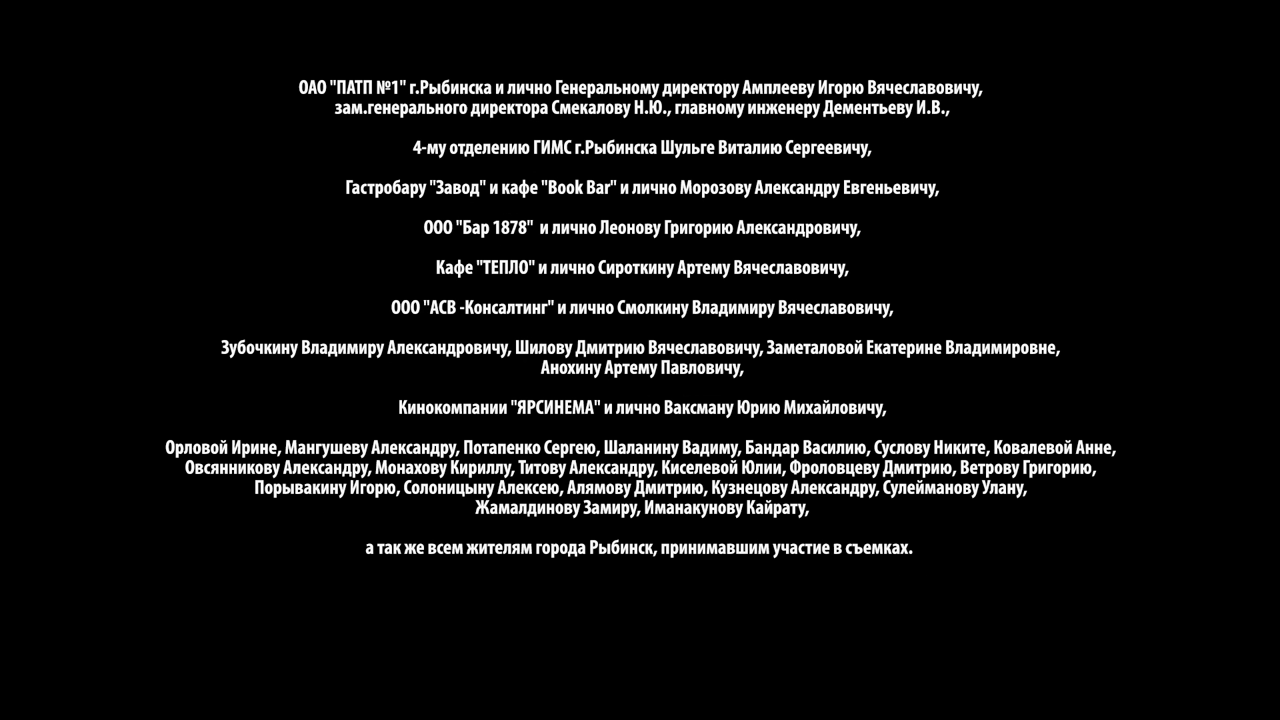 ОАО "ПАТП №1" г.Рыбинска и лично Генеральному директору Амплееву Игорю Вячеславовичу,
зам.генерального директора Смекалову Н.Ю., главному инженеру Дементьеву И.В.,
4-му отделению ГИМС г.Рыбинска Шульге Виталию Сергеевичу,
Гастробару "Завод" и кафе "Book Bar" и лично Морозову Александру Евгеньевичу,
ООО "Бар 1878"  и лично Леонову Григорию Александровичу,
Кафе "ТЕПЛО" и лично Сироткину Артему Вячеславовичу,
ООО "АСВ -Консалтинг" и лично Смолкину Владимиру Вячеславовичу,
Зубочкину Владимиру Александровичу, Шилову Дмитрию Вячеславовичу, Заметаловой Екатерине Владимировне,
Анохину Артему Павловичу,
Кинокомпании "ЯРСИНЕМА" и лично Ваксману Юрию Михайловичу,
Орловой Ирине, Мангушеву Александру, Потапенко Сергею, Шапанину Вадиму, Бандар Василию, Суслову Никите, Ковалевой Анне,
Овсянникову Александру, Монахову Кириллу, Титову Александру, Киселевой Юлии, Фроловцеву Дмитрию, Ветрову Григорию,
Порывакину Игорю, Солоницыну Алексею, Алямову Дмитрию, Кузнецову Александру, Сулейманову Улану,
Жамалдинову Замиру, Иманакунову Кайрату,
а так же всем жителям города Рыбинск, принимавшим участие в съемках.